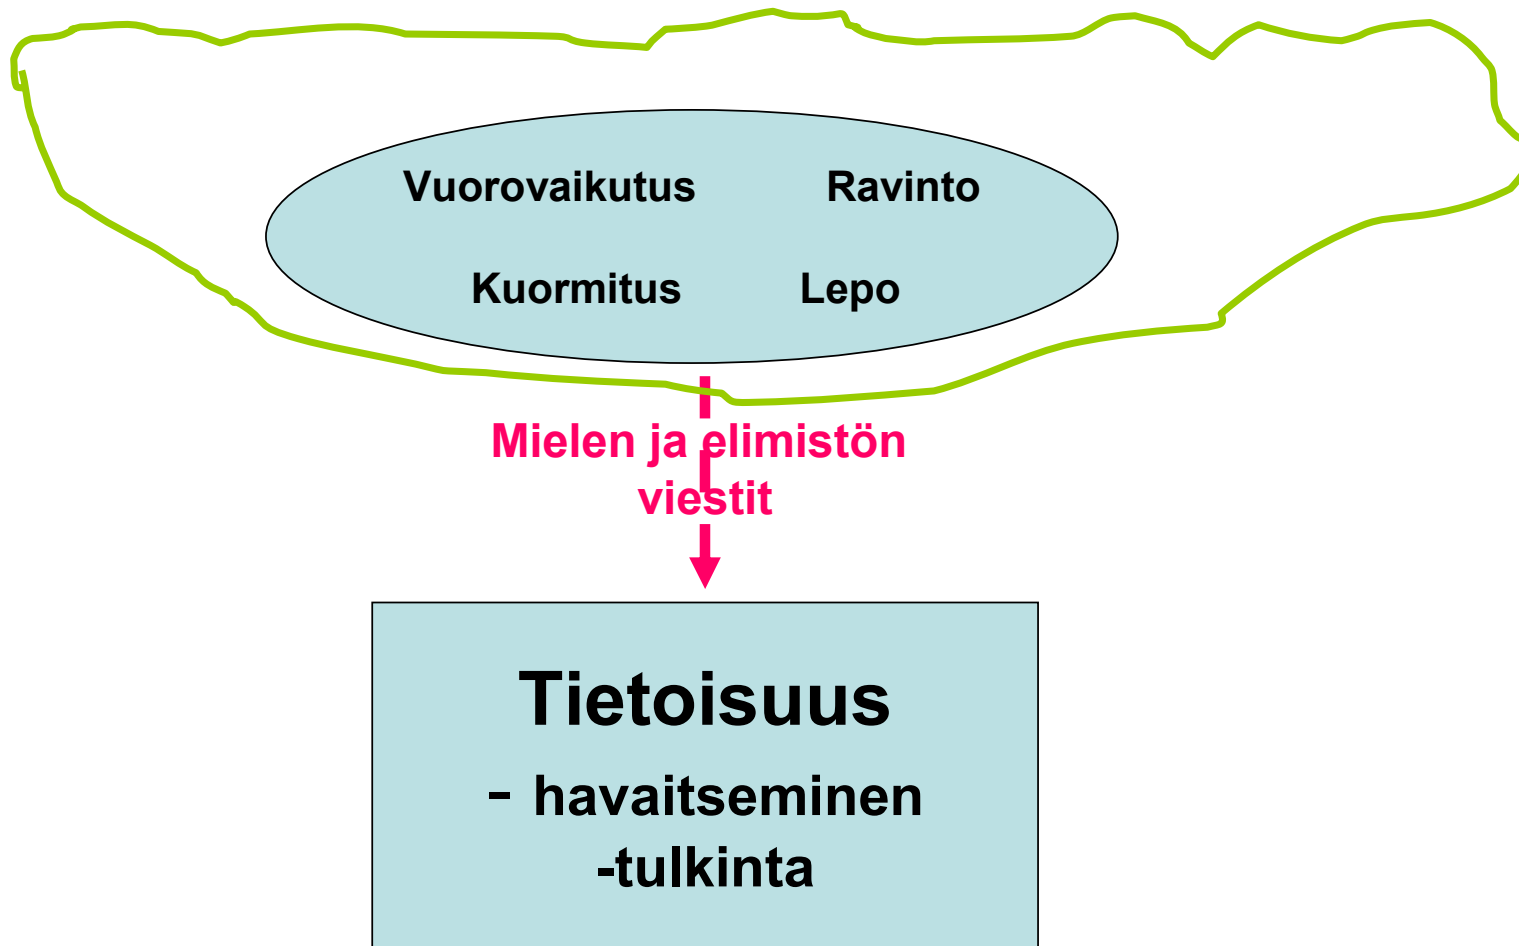 Vuorovaikutus Ravinto
Kuormitus Lepo
Mielen ja elimistön
viestit
Tietoisuus
- havaitseminen
-tulkinta